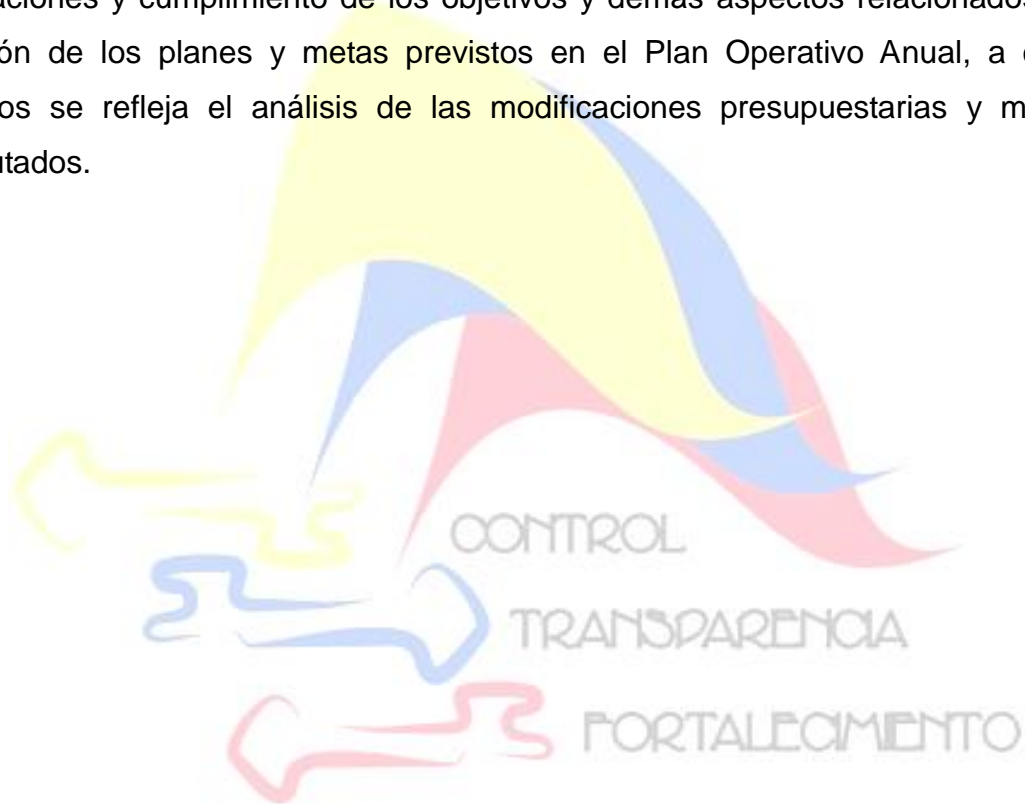 aciones y cumplimiento de los objetivos y demás aspectos relacionados
ón de los planes y metas previstos en el Plan Operativo Anual, a
os se refleja el análisis de las modificaciones presupuestarias y m
utados.
CONTROL
TRANSPARENCIA
FORTALECIMIENTO